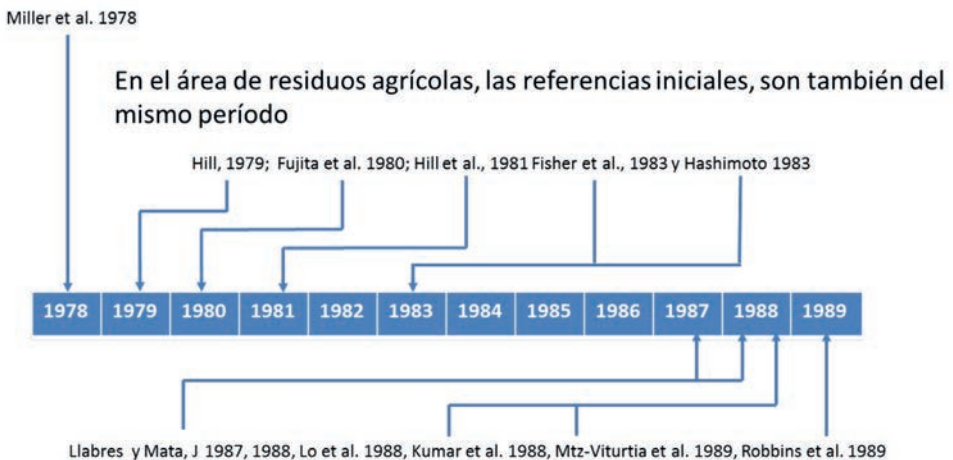 Miller et al. 1978
En el área de residuos agrícolas, las referencias iniciales, son también del
mismo período
Hill, 1979; Fujita et al. 1980; Hill et al., 1981 Fisher et al., 1983 y Hashimoto 1983
1978 1979 1980 1981 1982 1983 1984 1985 1986 1987 1988 1989
Llabres y Mata, J 1987, 1988, Lo et al. 1988, Kumar et al. 1988, Mtz-Viturtia et al. 1989, Robbins et al. 1989